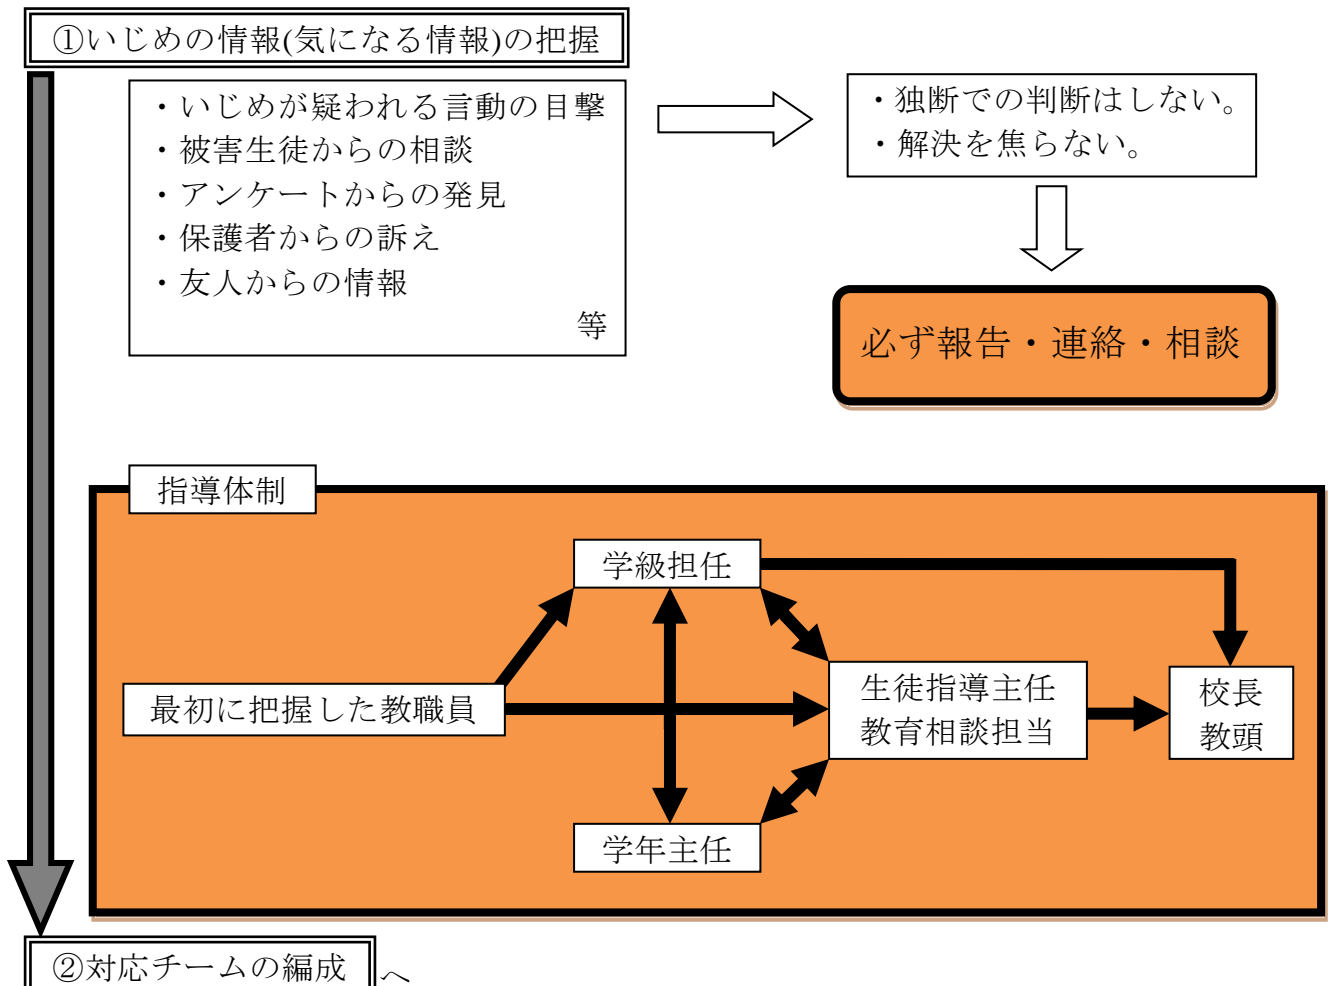 ①いじめの情報(気になる情報)の把握
・いじめが疑われる言動の目撃
・被害生徒からの相談
・アンケートからの発見
・保護者からの訴え
・友人からの情報
等
・独断での判断はしない。
・解決を焦らない。
必ず報告・連絡・相談
指導体制
学級担任
最初に把握した教職員
生徒指導主任
教育相談担当
校長
教頭
学年主任
②対応チームの編成 へ